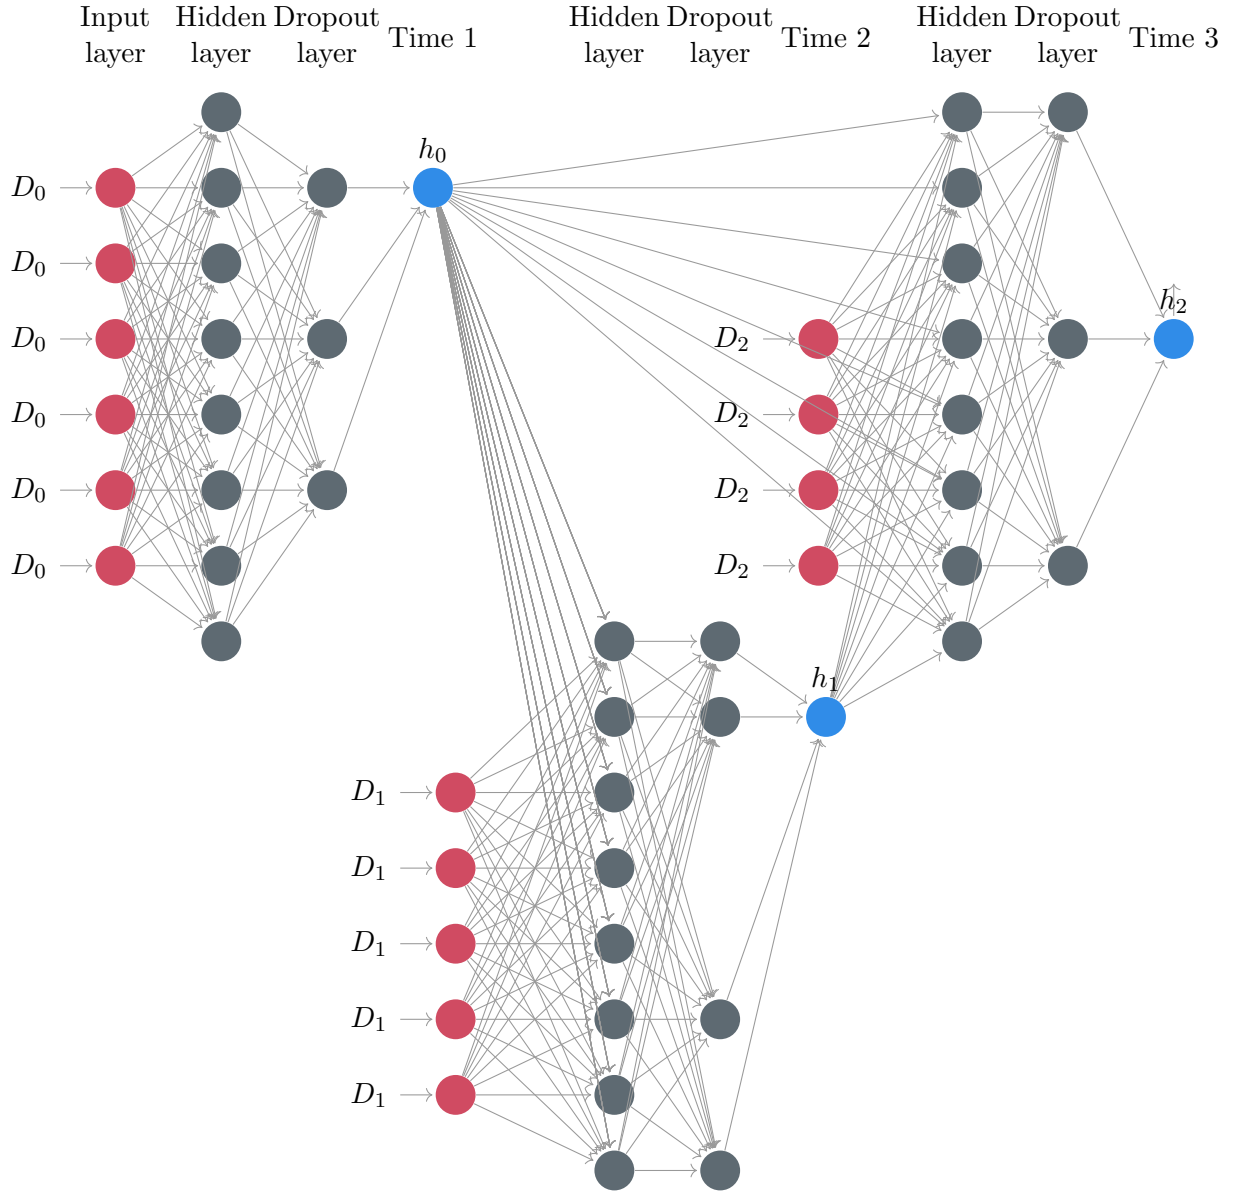 Input
layer
Hidden
layer
Dropout
layer
Time 1
Hidden
layer
Dropout
layer
Time 2
Hidden
layer
Dropout
layer
Time 3
h₀
D₀
D₀
D₀
D₀
D₀
D₀
h₂
D₂
D₂
D₂
D₂
h₁
D₁
D₁
D₁
D₁
D₁